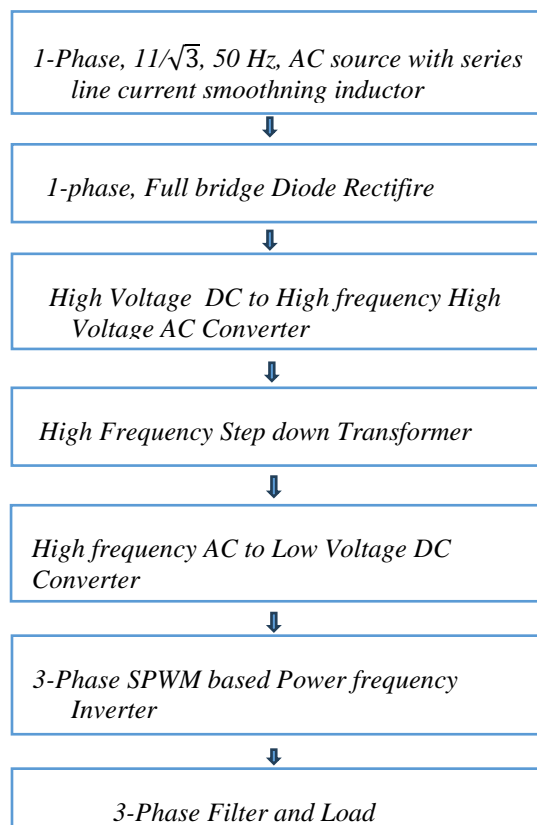 1-Phase, 11/√3, 50 Hz, AC source with series
line current smoothning inductor
1-phase, Full bridge Diode Rectifire
High Voltage DC to High frequency High
Voltage AC Converter
High Frequency Step down Transformer
High frequency AC to Low Voltage DC
Converter
3-Phase SPWM based Power frequency
Inverter
3-Phase Filter and Load